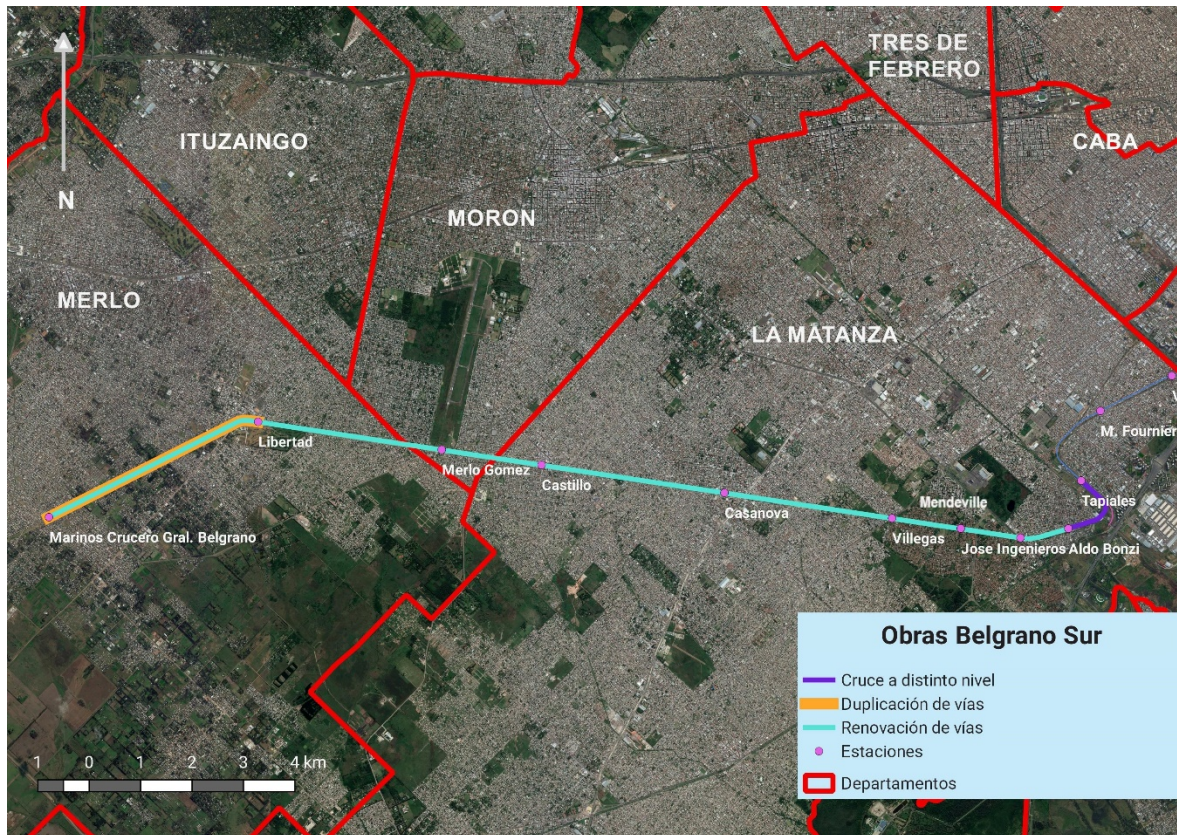 TRES DE
FEBRERO
ITUZAINGO
CABA
N
MORON
MERLO
LA MATANZA
V
M. Fournier
Libertad
Merlo Gomez
Castillo
Tapiales
Mendeville
Casanova
Villegas
Marinos Crucero Gral. Belgrano
Jose Ingenieros
Aldo Bonzi
Obras Belgrano Sur
Cruce a distinto nivel
Duplicación de vías
Renovación de vías
Estaciones
Departamentos
1 0 1 2 3 4 km